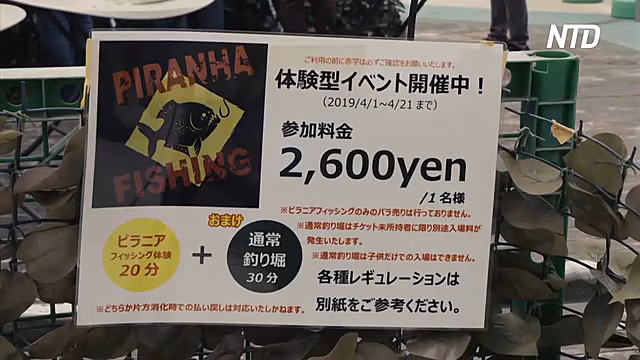 NTD
ご利用の前に赤字は必ずご確認をお願いいたします。
PIRANHA
FISHING
体験型イベント開催中！
(2019/4/1~4/21 まで)
参加料金
2,600yen
/1 名様
※ピラニアフィッシングのみのバラ売りは行っておりません。
※通常釣り堀はチケット未所持者に限り別途入場料が
発生いたします。
※通常釣り堀は子供だけでの入場はできません。
おまけ
ピラニア
フィッシング体験
20 分
+
通常
釣り堀
30 分
各種レギュレーションは
別紙をご参考ください。
※どちらか片方消化時での払い戻しは対応いたしかねます。